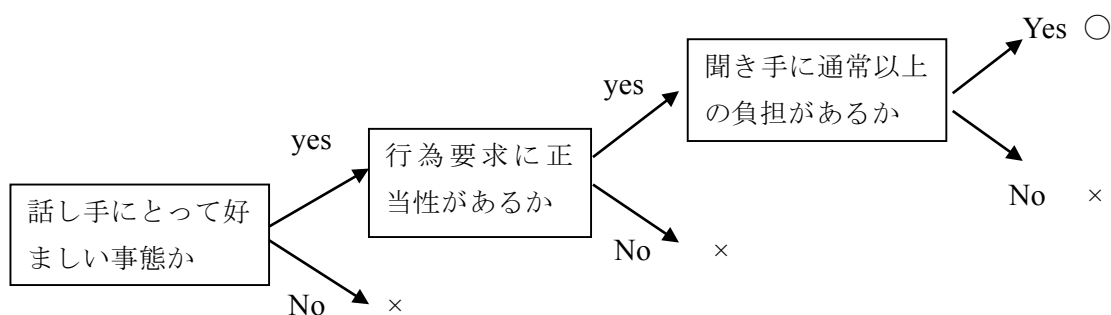 話し手にとって好
ましい事態か
yes
No ×
行為要求に正
当性があるか
yes
No ×
聞き手に通常以上
の負担があるか
Yes ○
No ×